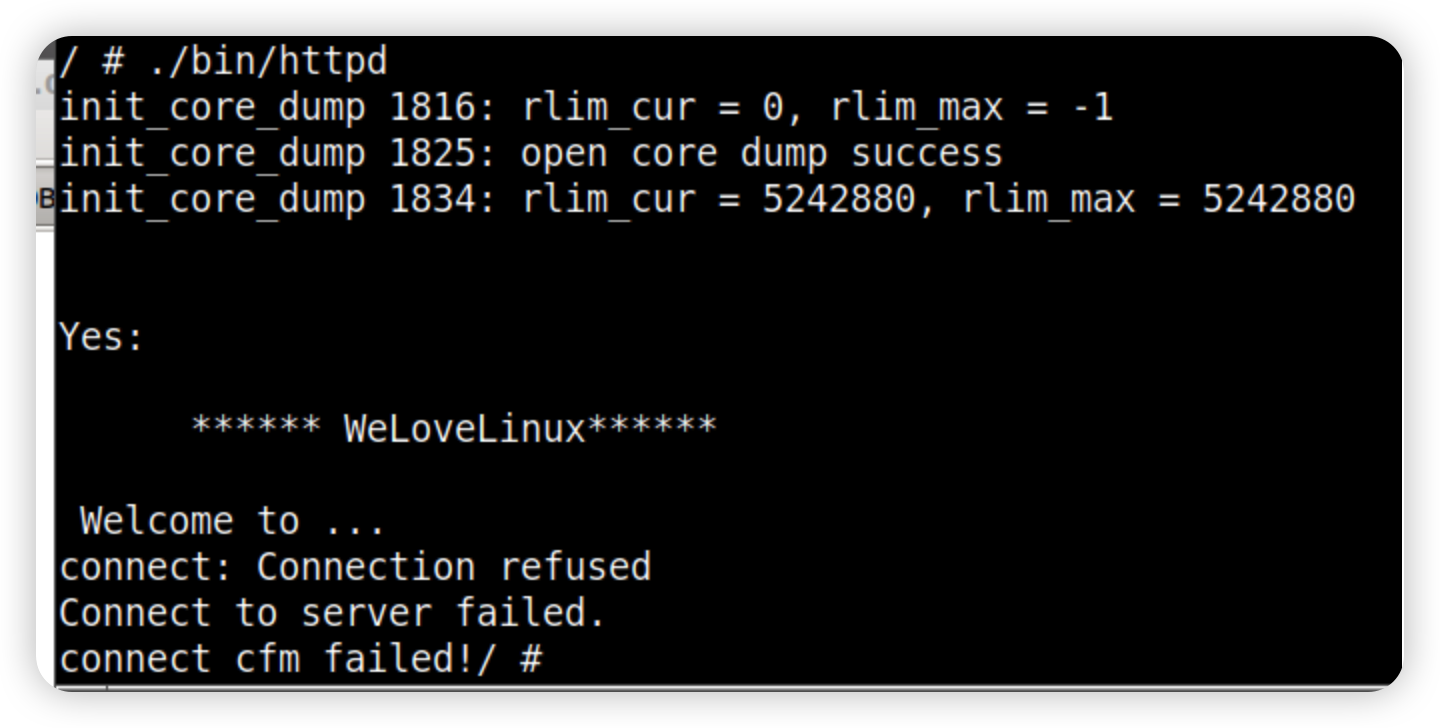 / # ./bin/httpd
init_core_dump 1816: rlim_cur = 0, rlim_max = -1
init_core_dump 1825: open core dump success
init_core_dump 1834: rlim_cur = 5242880, rlim_max = 5242880
Yes:
****** WeLoveLinux******
Welcome to ...
connect: Connection refused
Connect to server failed.
connect cfm failed!/ #